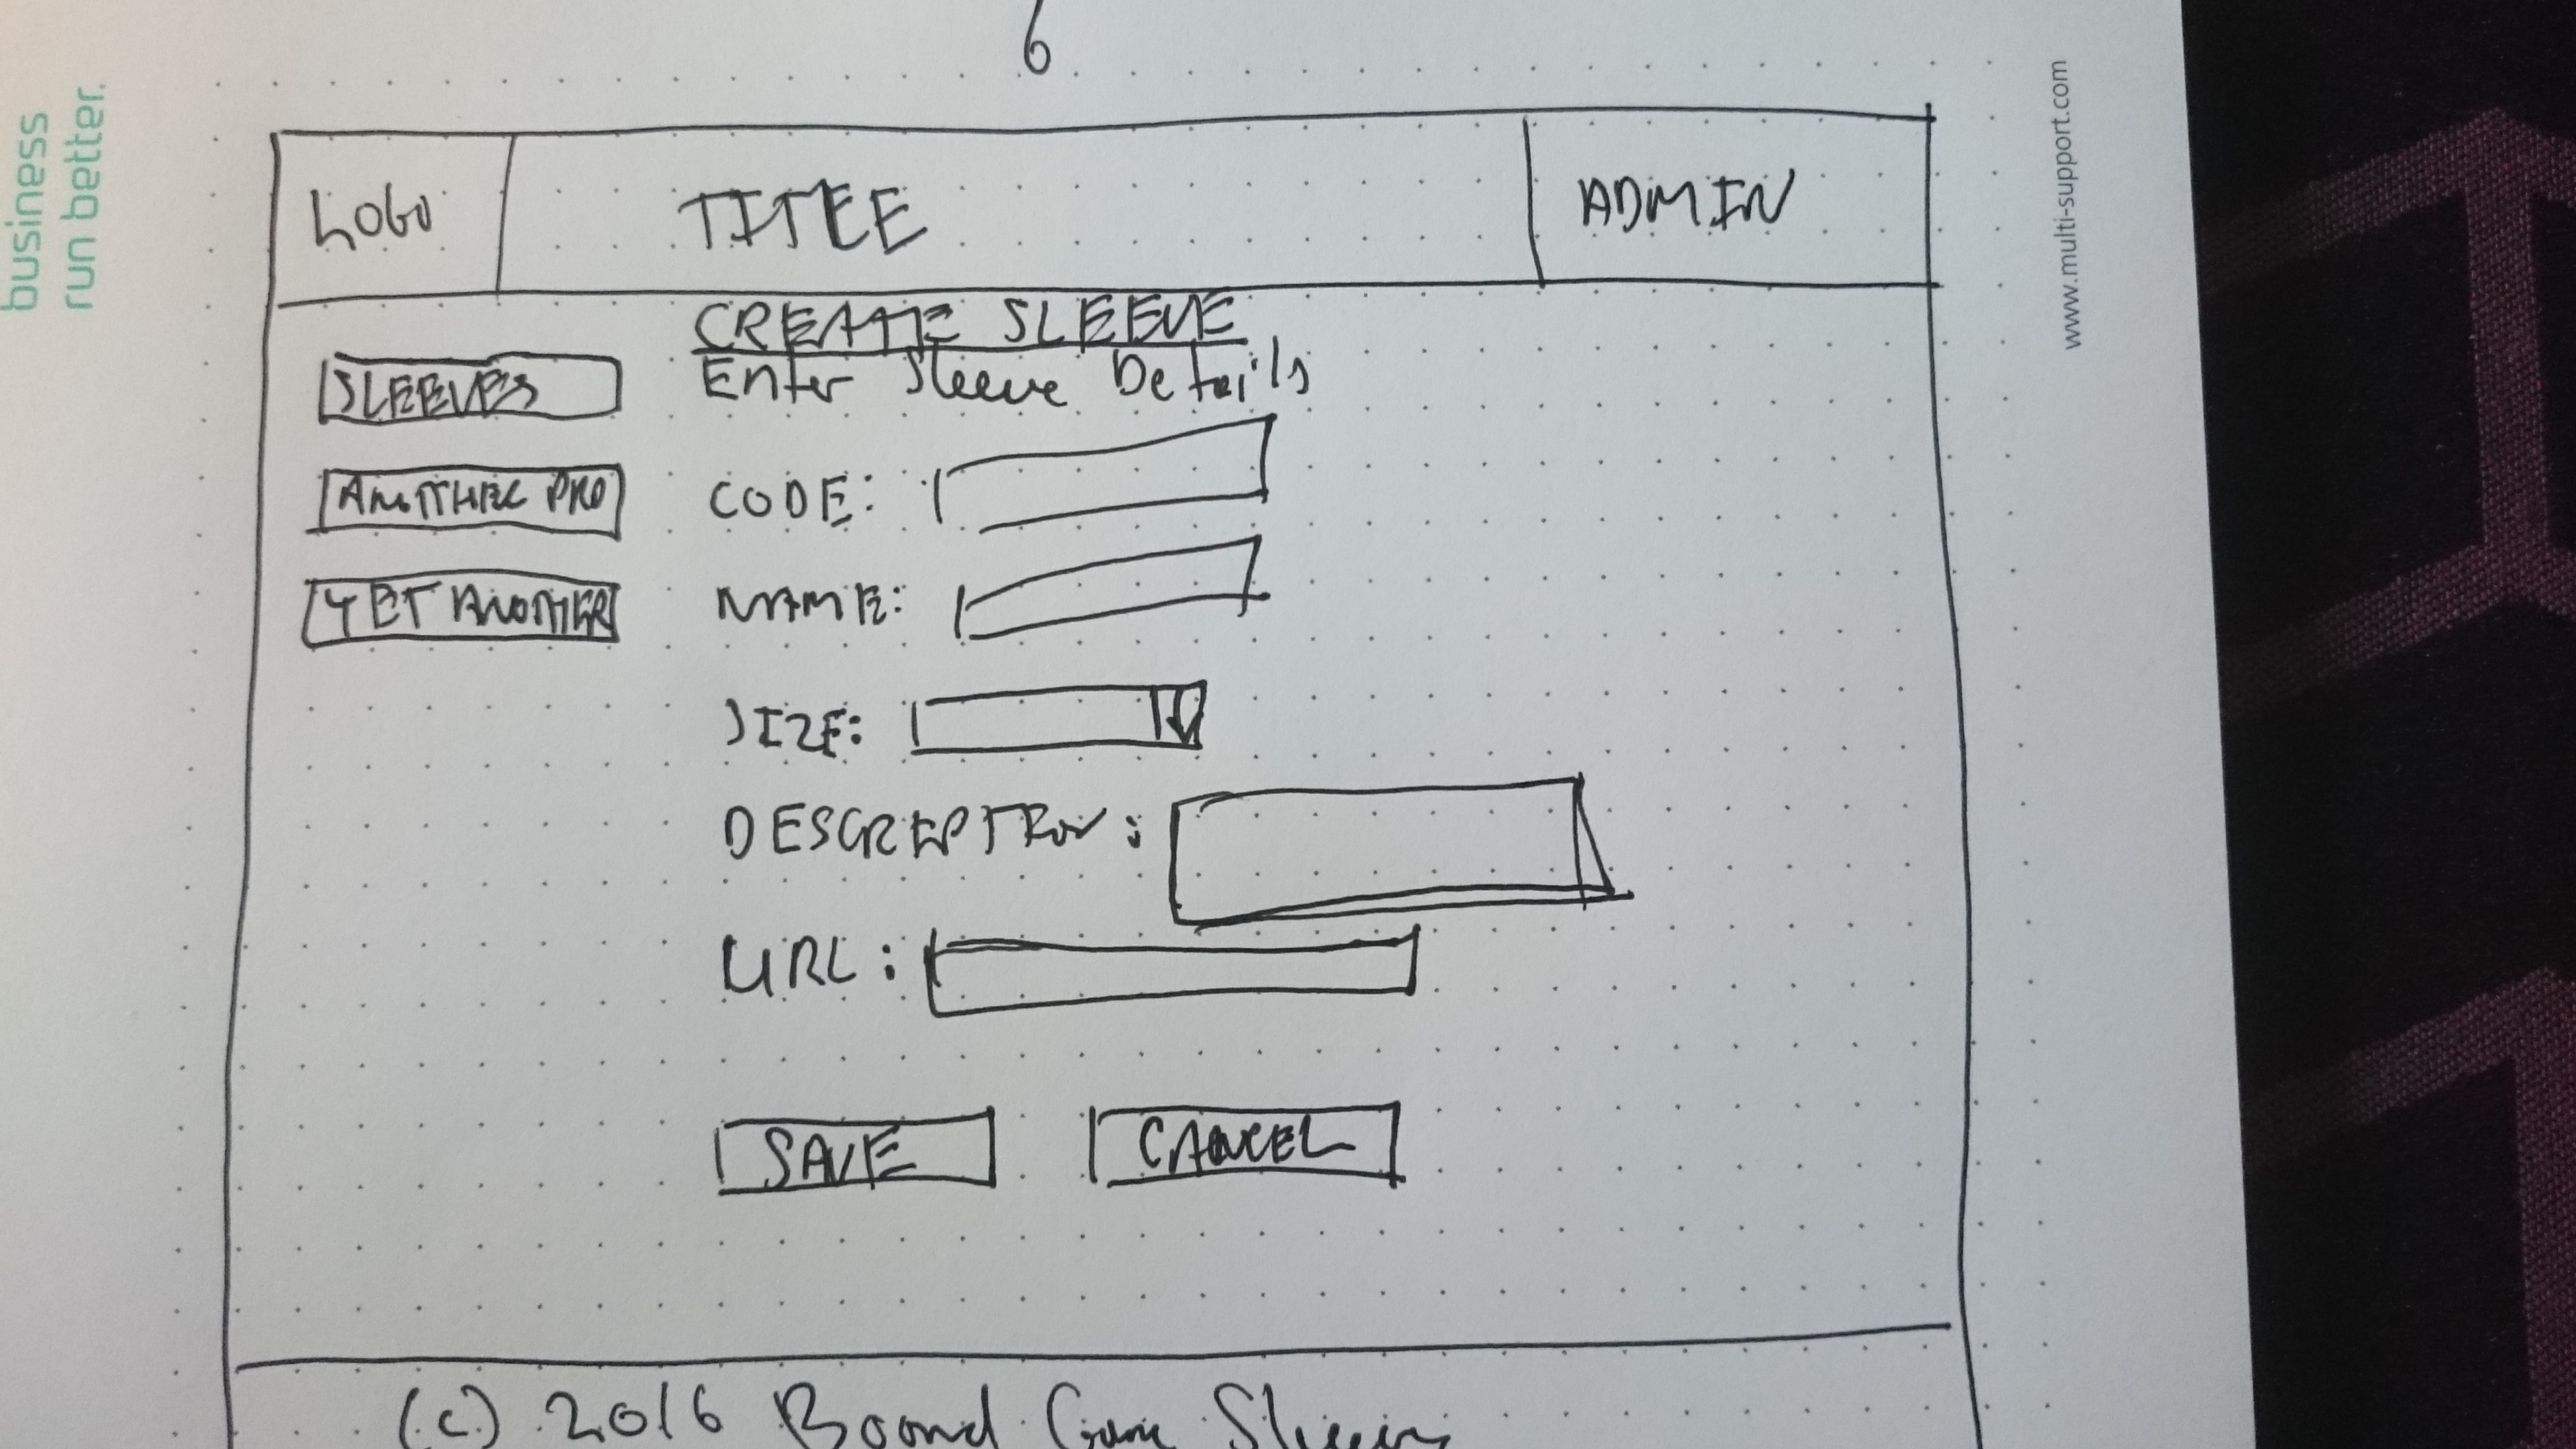 6
business
run better.
www.multi-support.com
LOGO TITLE ADMIN
CREATE SLEEVE
Enter Sleeve Details
SLEEVES
ANOTHER PRO
YET ANOTHER
CODE:
NAME:
SIZE:
DESCRIPTION:
URL:
SAVE CANCEL
(c) 2016 Board Game Sleeves